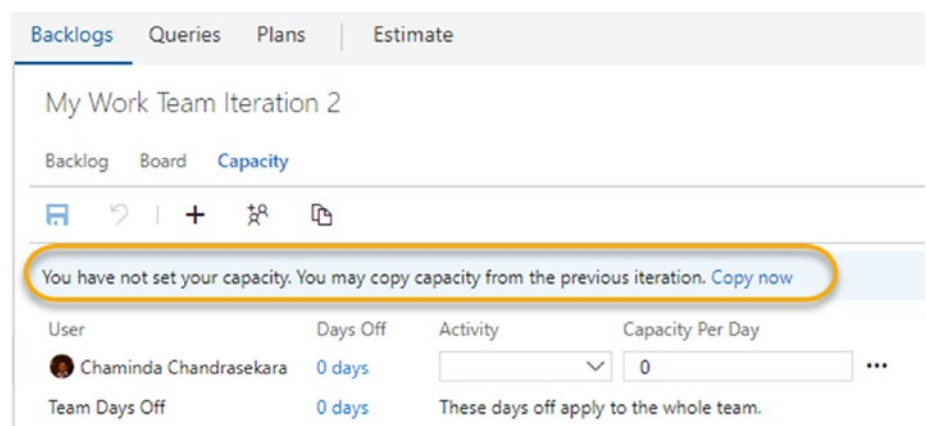 Backlogs Queries Plans Estimate
My Work Team Iteration 2
Backlog Board Capacity
You have not set your capacity. You may copy capacity from the previous iteration. Copy now
User Days Off Activity Capacity Per Day
Chaminda Chandrasekara 0 days 0
Team Days Off 0 days These days off apply to the whole team.